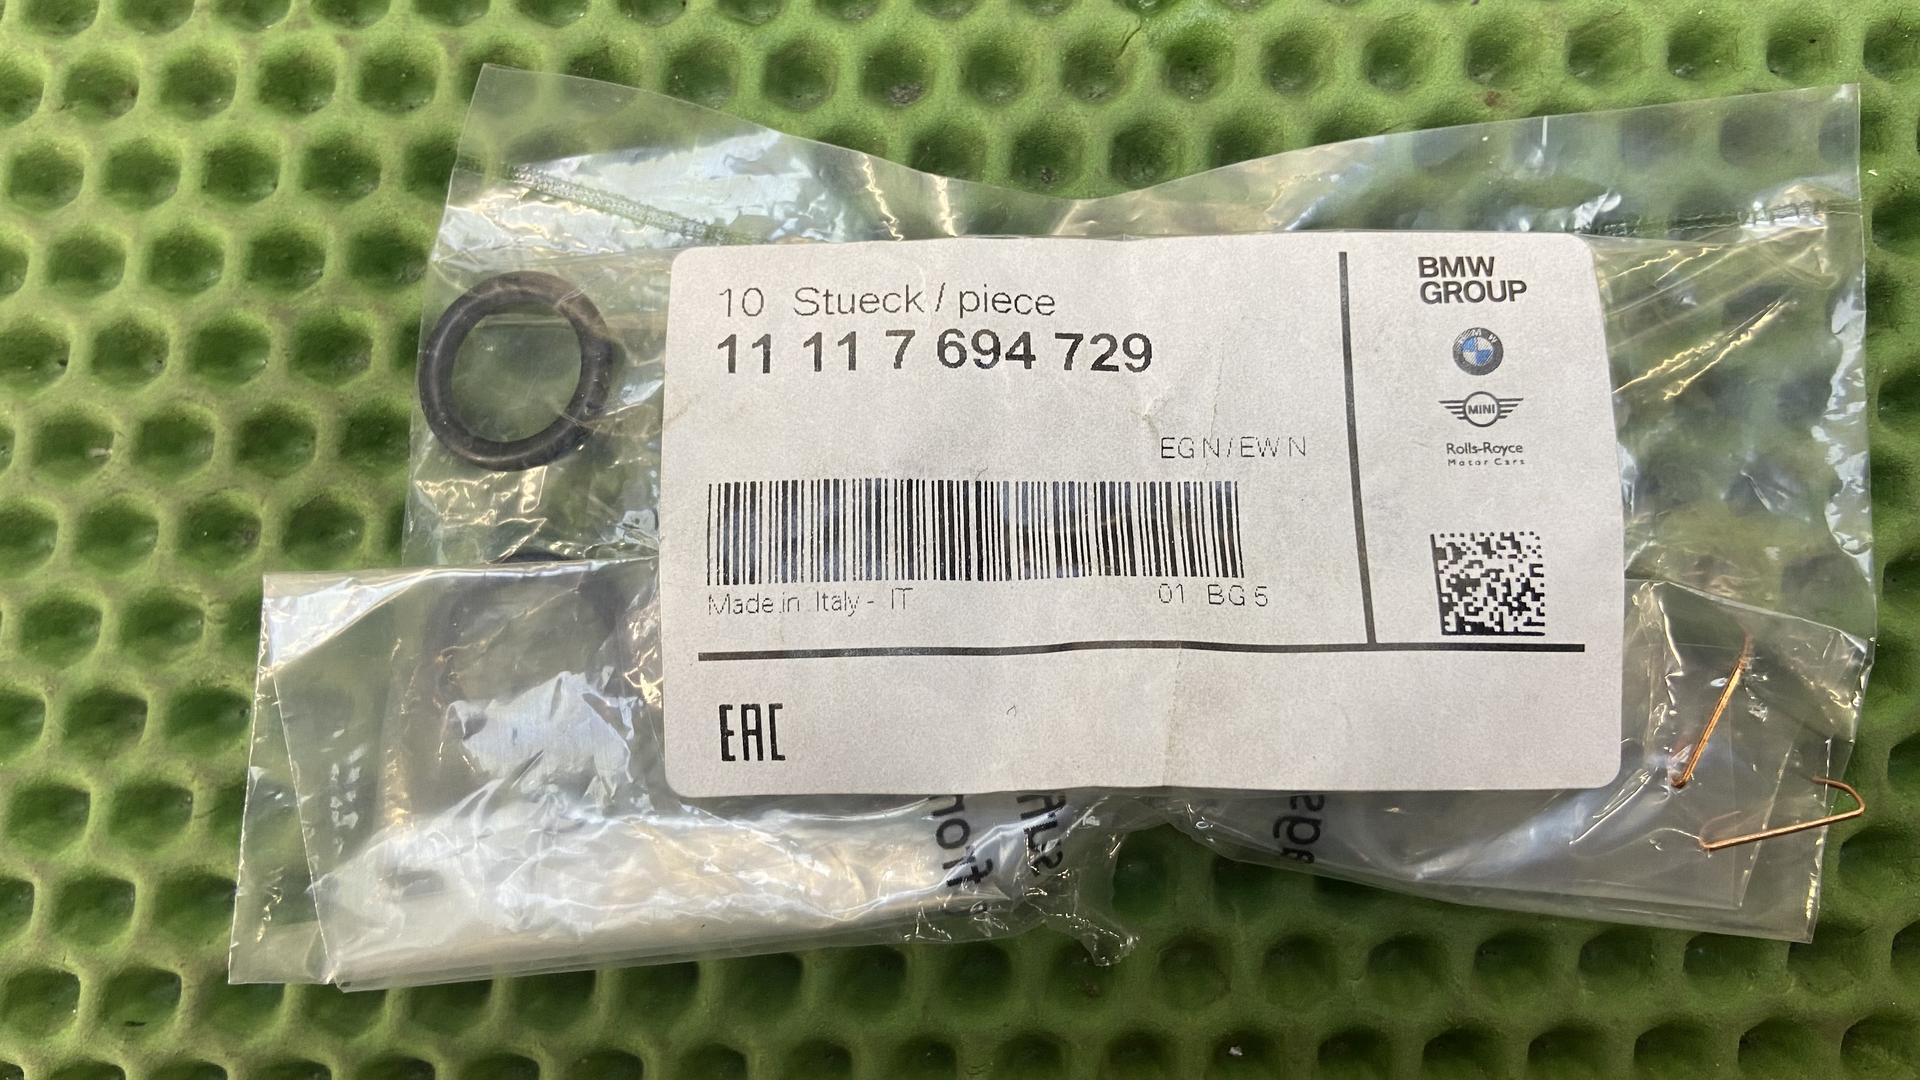 10 Stueck / piece
11 11 7 694 729
EGN/EWN
Made in Italy - IT
01 BG5
EAC
BMW
GROUP
MINI
Rolls-Royce
Motor Cars